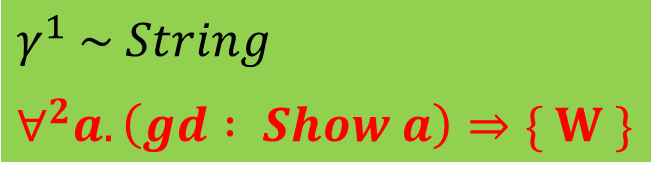 γ¹ ~ String
∀²a. (gd : Show a) ⇒ { W }